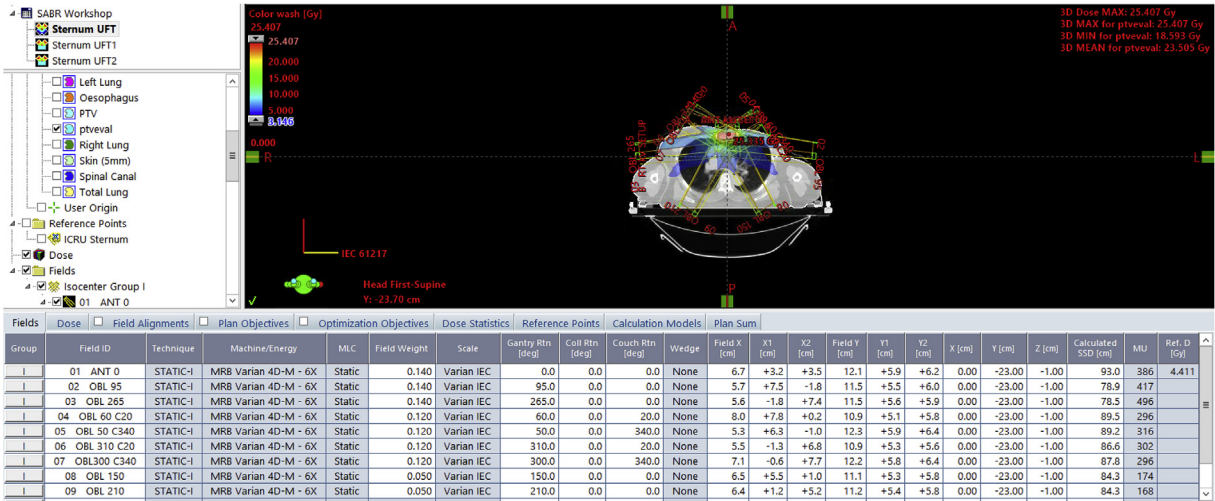 SABR Workshop
Sternum UFT
Sternum UFT1
Sternum UFT2
Left Lung
Oesophagus
PTV
ptveval
Right Lung
Skin (5mm)
Spinal Canal
Total Lung
User Origin
Reference Points
ICRU Sternum
Dose
Fields
Isocenter Group I
01 ANT 0
Color wash [Gy]
25.407
25.407
20.000
15.000
10.000
5.000
3.146
0.000
A
R
L
P
IEC 61217
Head First-Supine
Y: -23.70 cm
3D Dose MAX: 25.407 Gy
3D MAX for ptveval: 25.407 Gy
3D MIN for ptveval: 18.593 Gy
3D MEAN for ptveval: 23.505 Gy
Fields Dose Field Alignments Plan Objectives Optimization Objectives Dose Statistics Reference Points Calculation Models Plan Sum
Group Field ID Technique Machine/Energy MLC Field Weight Scale Gantry Rtn [deg] Coll Rtn [deg] Couch Rtn [deg] Wedge Field X [cm] X1 [cm] X2 [cm] Field Y [cm] Y1 [cm] Y2 [cm] X [cm] Y [cm] Z [cm] Calculated SSD [cm] MU Ref. D [Gy]
I 01 ANT 0 STATIC-I MRB Varian 4D-M - 6X Static 0.140 Varian IEC 0.0 0.0 0.0 None 6.7 +3.2 +3.5 12.1 +5.9 +6.2 0.00 -23.00 -1.00 93.0 386 4.411
I 02 OBL 95 STATIC-I MRB Varian 4D-M - 6X Static 0.140 Varian IEC 95.0 0.0 0.0 None 5.7 +7.5 -1.8 11.5 +5.5 +6.0 0.00 -23.00 -1.00 78.9 417
I 03 OBL 265 STATIC-I MRB Varian 4D-M - 6X Static 0.140 Varian IEC 265.0 0.0 0.0 None 5.6 -1.8 +7.4 11.5 +5.6 +5.9 0.00 -23.00 -1.00 78.5 496
I 04 OBL 60 C20 STATIC-I MRB Varian 4D-M - 6X Static 0.120 Varian IEC 60.0 0.0 20.0 None 8.0 +7.8 +0.2 10.9 +5.1 +5.8 0.00 -23.00 -1.00 89.5 296
I 05 OBL 50 C340 STATIC-I MRB Varian 4D-M - 6X Static 0.120 Varian IEC 50.0 0.0 340.0 None 5.3 +6.3 -1.0 12.3 +5.9 +6.4 0.00 -23.00 -1.00 89.2 316
I 06 OBL 310 C20 STATIC-I MRB Varian 4D-M - 6X Static 0.120 Varian IEC 310.0 0.0 20.0 None 5.5 -1.3 +6.8 10.9 +5.3 +5.6 0.00 -23.00 -1.00 86.6 302
I 07 OBL300 C340 STATIC-I MRB Varian 4D-M - 6X Static 0.120 Varian IEC 300.0 0.0 340.0 None 7.1 -0.6 +7.7 12.2 +5.8 +6.4 0.00 -23.00 -1.00 87.8 296
I 08 OBL 150 STATIC-I MRB Varian 4D-M - 6X Static 0.050 Varian IEC 150.0 0.0 0.0 None 6.5 +5.5 +1.0 11.1 +5.3 +5.8 0.00 -23.00 -1.00 84.3 174
I 09 OBL 210 STATIC-I MRB Varian 4D-M - 6X Static 0.050 Varian IEC 210.0 0.0 0.0 None 6.4 +1.2 +5.2 11.2 +5.4 +5.8 0.00 -23.00 -1.00 84.3 168